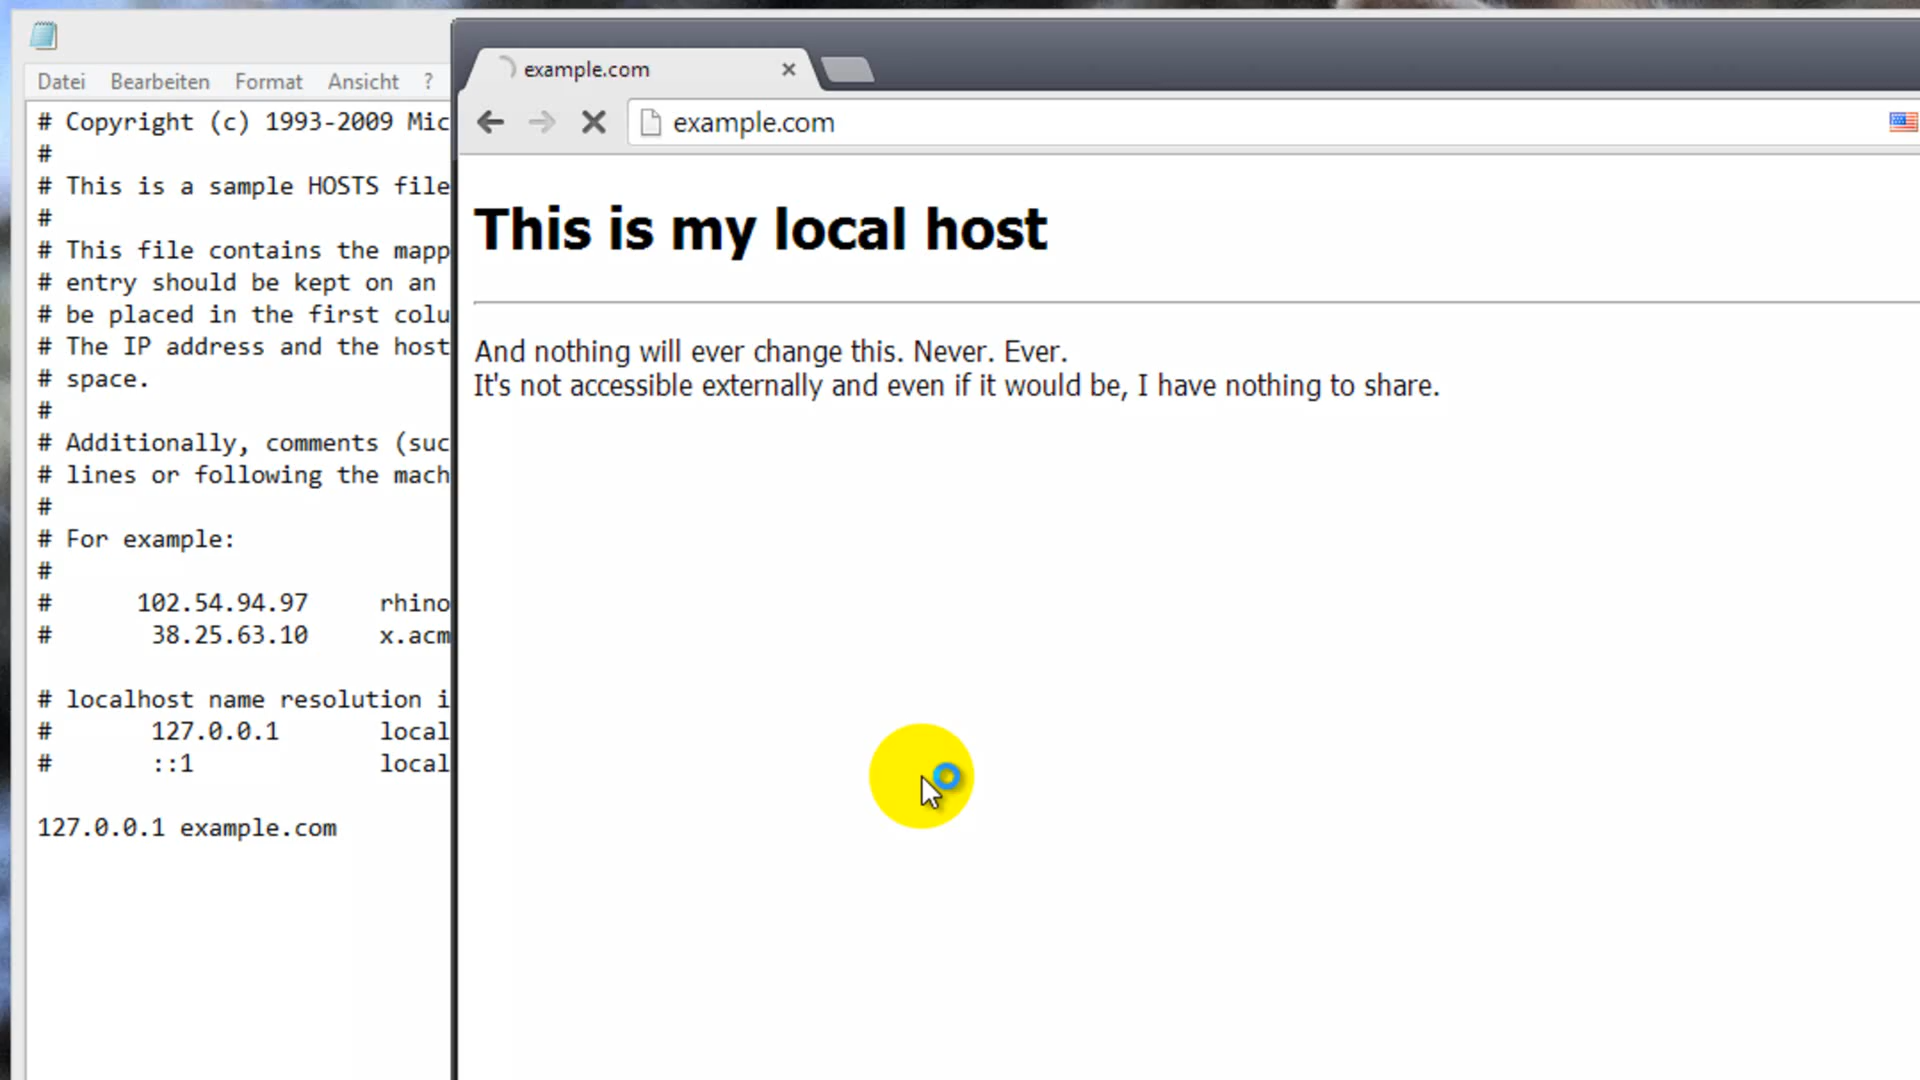 Datei Bearbeiten Format Ansicht ?
# Copyright (c) 1993-2009 Mic
#
# This is a sample HOSTS file
#
# This file contains the mapp
# entry should be kept on an
# be placed in the first colu
# The IP address and the host
# space.
#
# Additionally, comments (suc
# lines or following the mach
#
# For example:
#
# 102.54.94.97 rhino
# 38.25.63.10 x.acm
# localhost name resolution i
# 127.0.0.1 local
# ::1 local
127.0.0.1 example.com
example.com
example.com
This is my local host
And nothing will ever change this. Never. Ever.
It's not accessible externally and even if it would be, I have nothing to share.